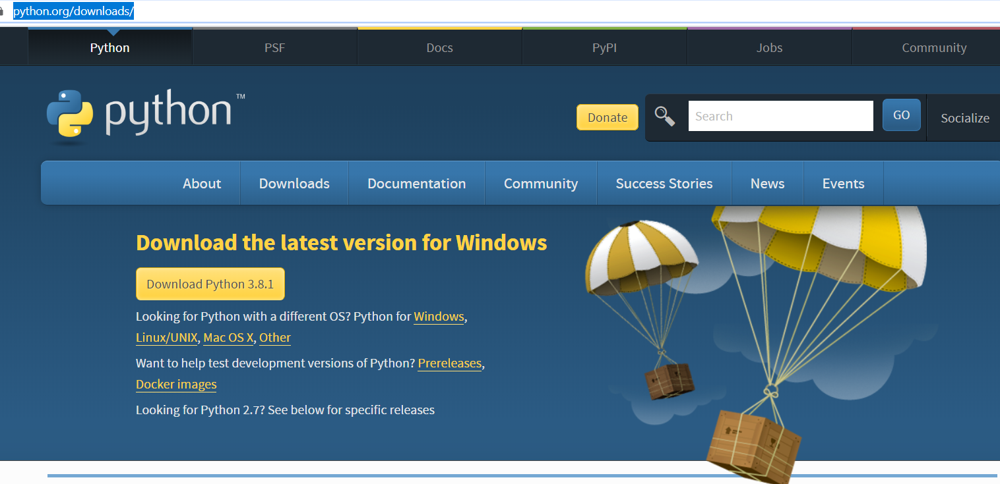 python.org/downloads/
Python PSF Docs PyPI Jobs Community
python™
Donate Search GO Socialize
About Downloads Documentation Community Success Stories News Events
Download the latest version for Windows
Download Python 3.8.1
Looking for Python with a different OS? Python for Windows,
Linux/UNIX, Mac OS X, Other
Want to help test development versions of Python? Prereleases,
Docker images
Looking for Python 2.7? See below for specific releases